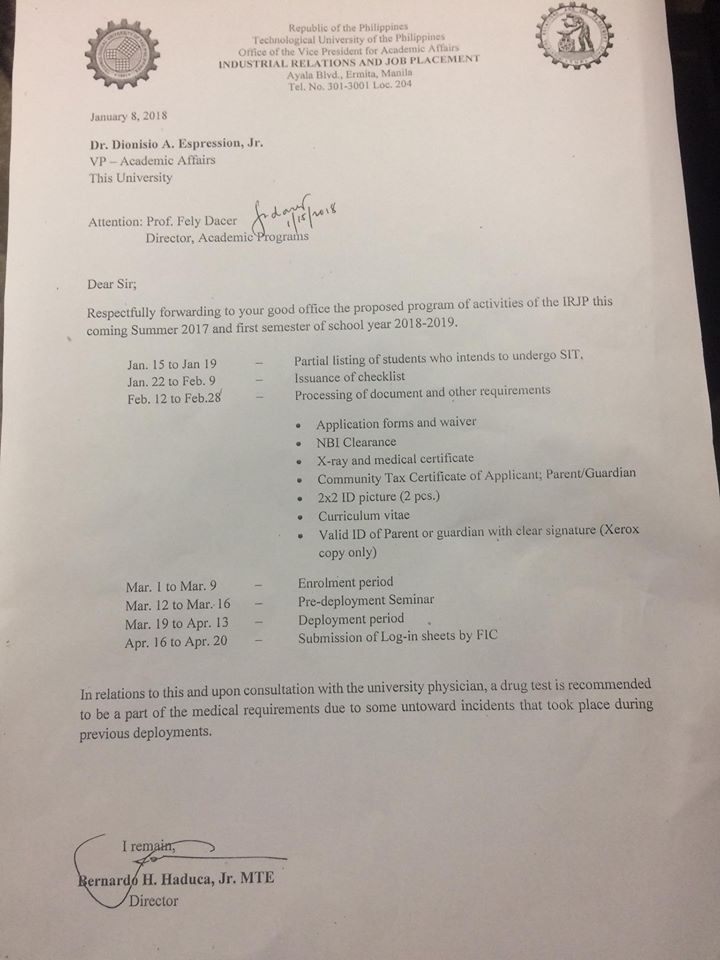 Republic of the Philippines
Technological University of the Philippines
Office of the Vice President for Academic Affairs
INDUSTRIAL RELATIONS AND JOB PLACEMENT
Ayala Blvd., Ermita, Manila
Tel. No. 301-3001 Loc. 204
January 8, 2018
Dr. Dionisio A. Espression, Jr.
VP – Academic Affairs
This University
Attention: Prof. Fely Dacer
1/15/2018
Director, Academic Programs
Dear Sir;
Respectfully forwarding to your good office the proposed program of activities of the IRJP this
coming Summer 2017 and first semester of school year 2018-2019.
Jan. 15 to Jan 19 – Partial listing of students who intends to undergo SIT,
Jan. 22 to Feb. 9 – Issuance of checklist
Feb. 12 to Feb.28 – Processing of document and other requirements
• Application forms and waiver
• NBI Clearance
• X-ray and medical certificate
• Community Tax Certificate of Applicant; Parent/Guardian
• 2x2 ID picture (2 pcs.)
• Curriculum vitae
• Valid ID of Parent or guardian with clear signature (Xerox
copy only)
Mar. 1 to Mar. 9 – Enrolment period
Mar. 12 to Mar. 16 – Pre-deployment Seminar
Mar. 19 to Apr. 13 – Deployment period
Apr. 16 to Apr. 20 – Submission of Log-in sheets by FIC
In relations to this and upon consultation with the university physician, a drug test is recommended
to be a part of the medical requirements due to some untoward incidents that took place during
previous deployments.
I remain,
Bernardo H. Haduca, Jr. MTE
Director